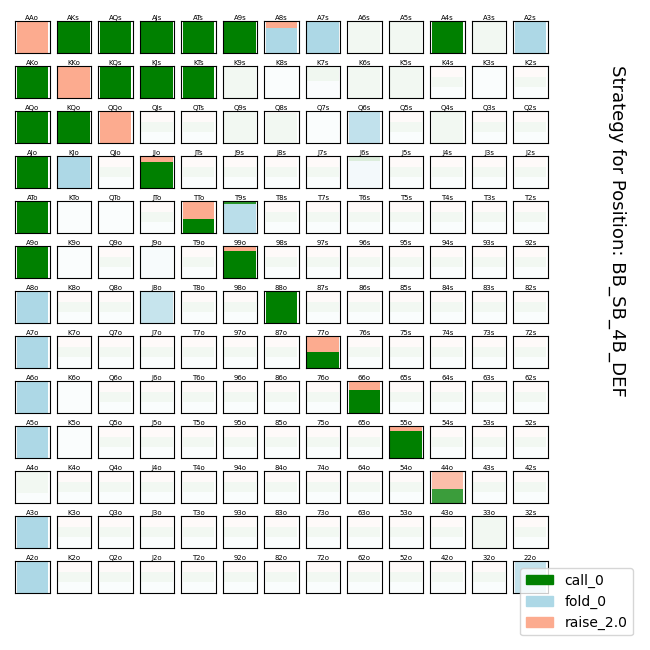 AAo AKs AQs AJs ATs A9s A8s A7s A6s A5s A4s A3s A2s
AKo KKo KQs KJs KTs K9s K8s K7s K6s K5s K4s K3s K2s
AQo KQo QQo QJs QTs Q9s Q8s Q7s Q6s Q5s Q4s Q3s Q2s
AJo KJo QJo JJo JTs J9s J8s J7s J6s J5s J4s J3s J2s
ATo KTo QTo JTo TTo T9s T8s T7s T6s T5s T4s T3s T2s
A9o K9o Q9o J9o T9o 99o 98s 97s 96s 95s 94s 93s 92s
A8o K8o Q8o J8o T8o 98o 88o 87s 86s 85s 84s 83s 82s
A7o K7o Q7o J7o T7o 97o 87o 77o 76s 75s 74s 73s 72s
A6o K6o Q6o J6o T6o 96o 86o 76o 66o 65s 64s 63s 62s
A5o K5o Q5o J5o T5o 95o 85o 75o 65o 55o 54s 53s 52s
A4o K4o Q4o J4o T4o 94o 84o 74o 64o 54o 44o 43s 42s
A3o K3o Q3o J3o T3o 93o 83o 73o 63o 53o 43o 33o 32s
A2o K2o Q2o J2o T2o 92o 82o 72o 62o 52o 42o 32o 22o
Strategy for Position: BB_SB_4B_DEF
call_0
fold_0
raise_2.0